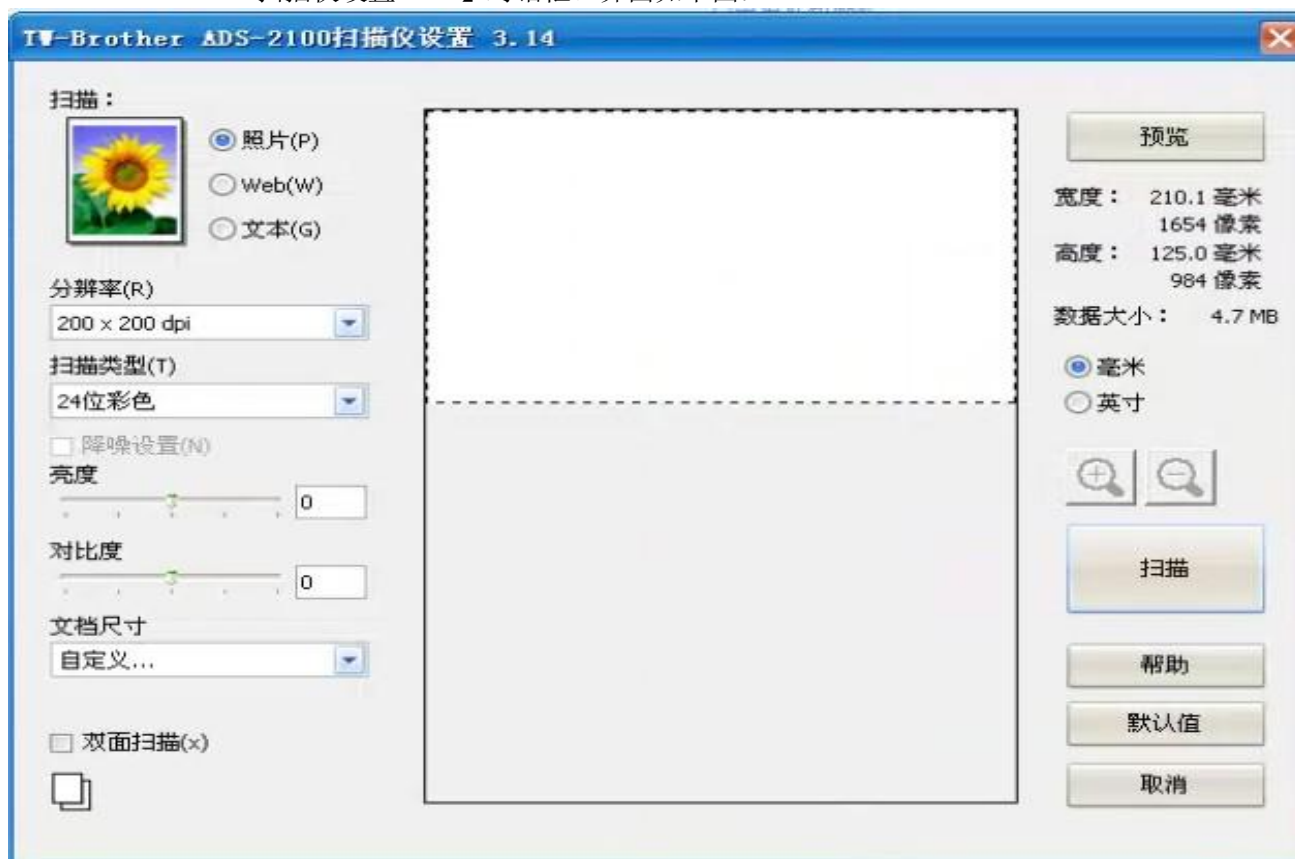 TW-Brother ADS-2100扫描仪设置 3.14
扫描：
照片(P)
Web(W)
文本(G)
分辨率(R)
200 x 200 dpi
扫描类型(T)
24位彩色
降噪设置(N)
亮度
0
对比度
0
文档尺寸
自定义...
双面扫描(x)
预览
宽度： 210.1 毫米
1654 像素
高度： 125.0 毫米
984 像素
数据大小： 4.7 MB
毫米
英寸
扫描
帮助
默认值
取消